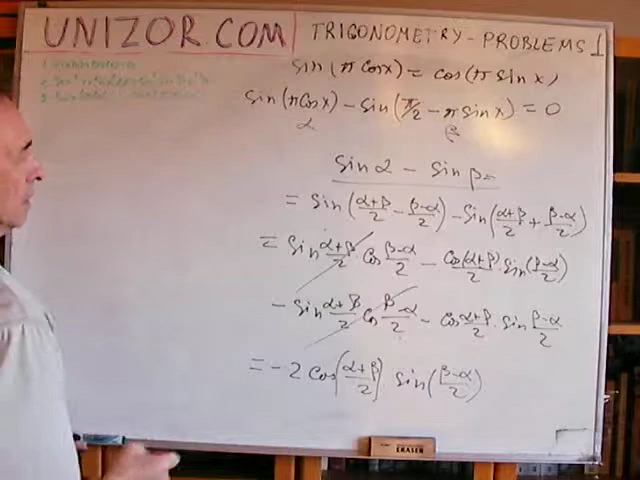 UNIZOR.COM TRIGONOMETRY - PROBLEMS 1
sin(π cosx) = cos(π sin x)
sin(π cosx) - sin(π/2 - π sin x) = 0
α β
sin α - sin β =
= sin((α+β)/2 - (β-α)/2) - sin((α+β)/2 + (β-α)/2)
= sin (α+β)/2 · cos (β-α)/2 - cos (α+β)/2 · sin (β-α)/2
- sin (α+β)/2 cos (β-α)/2 - cos (α+β)/2 · sin (β-α)/2
= -2 cos((α+β)/2) sin((β-α)/2)
ERASER